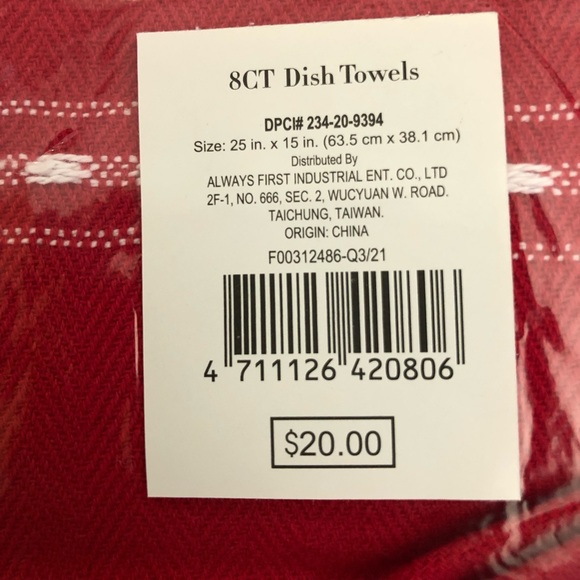 8CT Dish Towels
DPCI# 234-20-9394
Size: 25 in. x 15 in. (63.5 cm x 38.1 cm)
Distributed By
ALWAYS FIRST INDUSTRIAL ENT. CO., LTD
2F-1, NO. 666, SEC. 2, WUCYUAN W. ROAD.
TAICHUNG, TAIWAN.
ORIGIN: CHINA
F00312486-Q3/21
4 711126 420806
$20.00